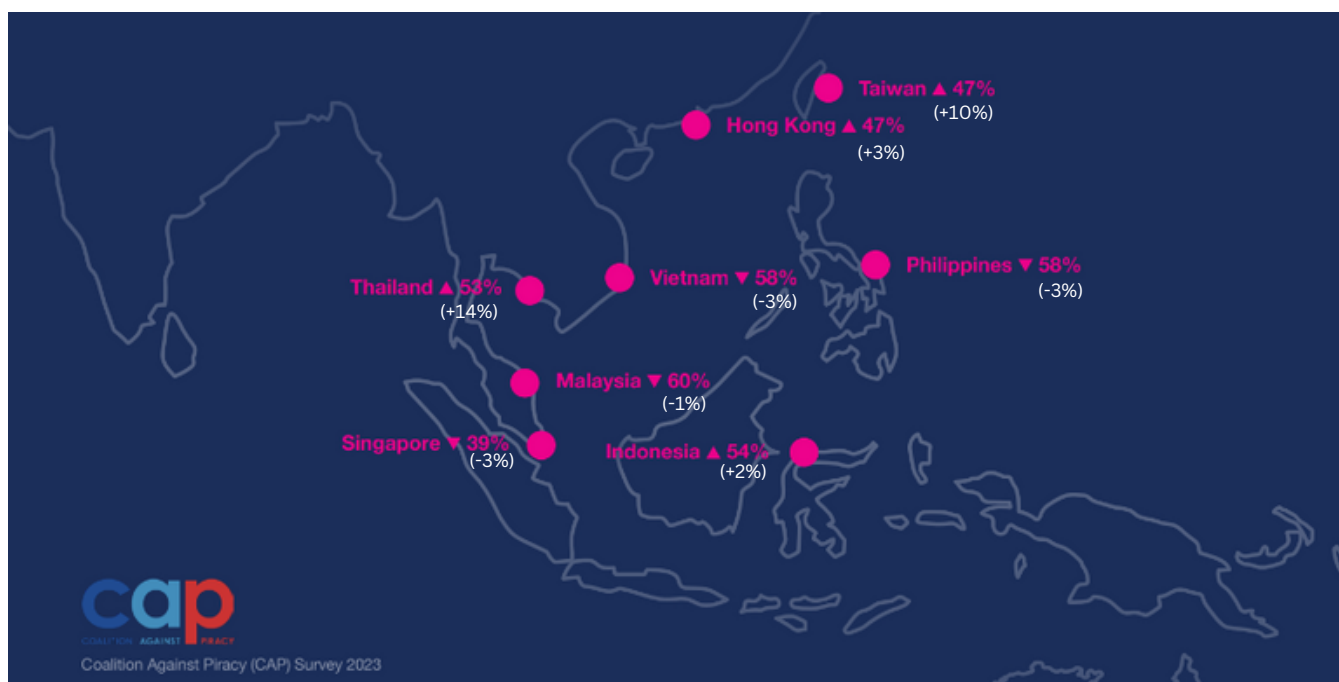 Taiwan ▲ 47%
(+10%)
Hong Kong ▲ 47%
(+3%)
Philippines ▼ 58%
(-3%)
Vietnam ▼ 58%
(-3%)
Thailand ▲ 53%
(+14%)
Malaysia ▼ 60%
(-1%)
Singapore ▼ 39%
(-3%)
Indonesia ▲ 54%
(+2%)
cap
COALITION AGAINST PIRACY
Coalition Against Piracy (CAP) Survey 2023